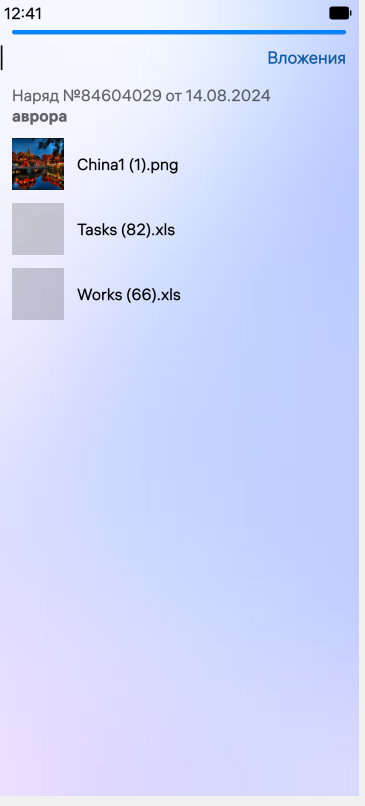 12:41
Вложения
Наряд №84604029 от 14.08.2024
аврора
China1 (1).png
Tasks (82).xls
Works (66).xls